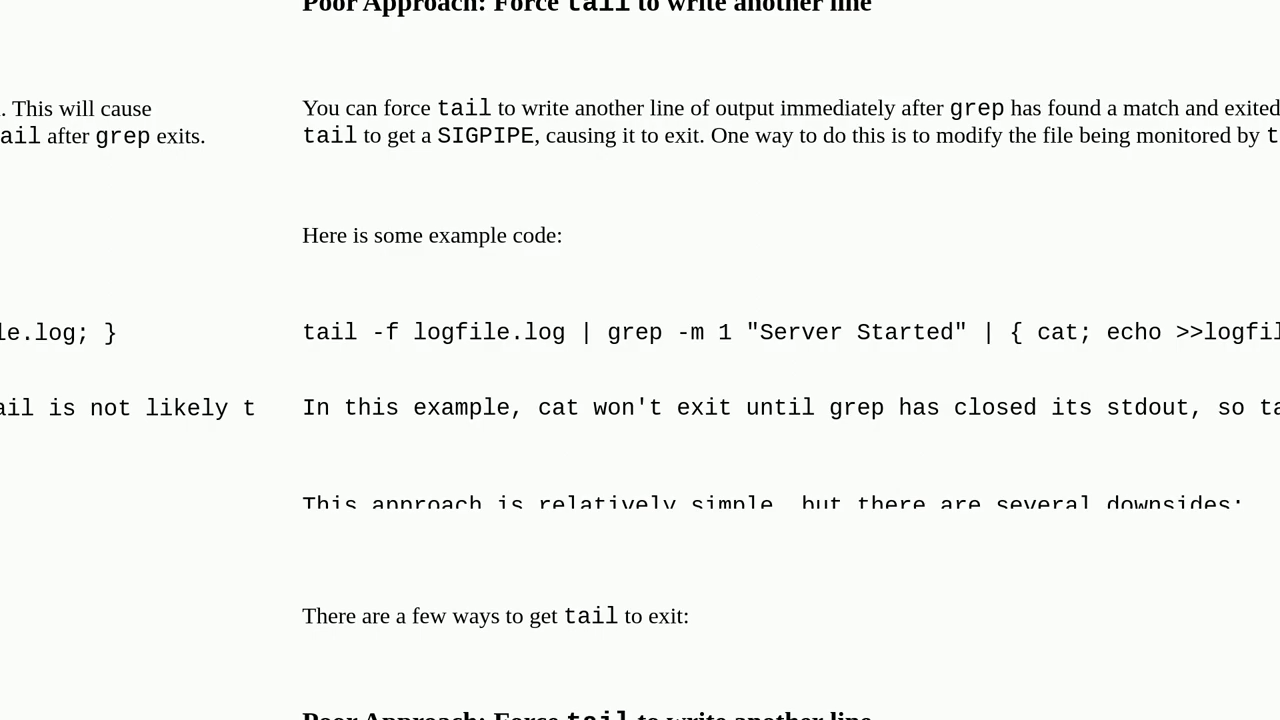 Poor Approach: Force tail to write another line
. This will cause
You can force tail to write another line of output immediately after grep has found a match and exited
ail after grep exits.
tail to get a SIGPIPE, causing it to exit. One way to do this is to modify the file being monitored by t
Here is some example code:
le.log; }
tail -f logfile.log | grep -m 1 "Server Started" | { cat; echo >>logfil
ail is not likely t
In this example, cat won't exit until grep has closed its stdout, so ta
This approach is relatively simple, but there are several downsides:
There are a few ways to get tail to exit:
Poor Approach: Force tail to write another line